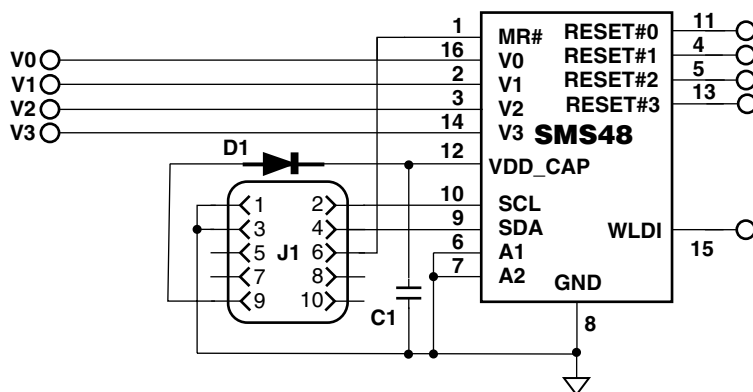 1 MR# RESET#0 11
V0 16 V0 RESET#1 4
V1 2 V1 RESET#2 5
V2 3 V2 RESET#3 13
V3 14 V3 SMS48
D1 12 VDD_CAP
1 2 10 SCL
3 4 9 SDA WLDI 15
5 J1 6 6 A1
7 8 7 A2
9 10 C1 GND
8